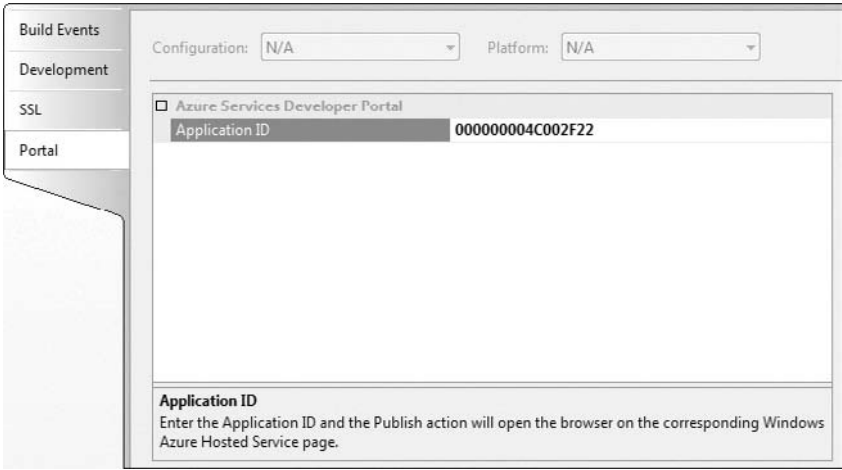 Build Events
Development
SSL
Portal
Configuration: N/A Platform: N/A
Azure Services Developer Portal
Application ID 000000004C002F22
Application ID
Enter the Application ID and the Publish action will open the browser on the corresponding Windows
Azure Hosted Service page.